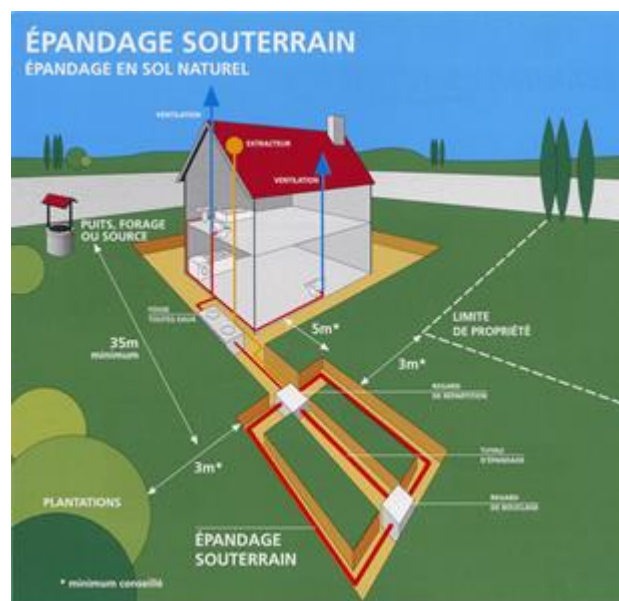 ÉPANDAGE SOUTERRAIN
ÉPANDAGE EN SOL NATUREL
VENTILATION
EXTRACTEUR
VENTILATION
PUITS, FORAGE
OU SOURCE
FOSSE
TOUTES EAUX
5m*
LIMITE
DE PROPRIÉTÉ
35m
minimum
3m*
REGARD
DE RÉPARTITION
3m*
TUYAU
D'ÉPANDAGE
PLANTATIONS
REGARD
DE BOUCLAGE
ÉPANDAGE
SOUTERRAIN
* minimum conseillé